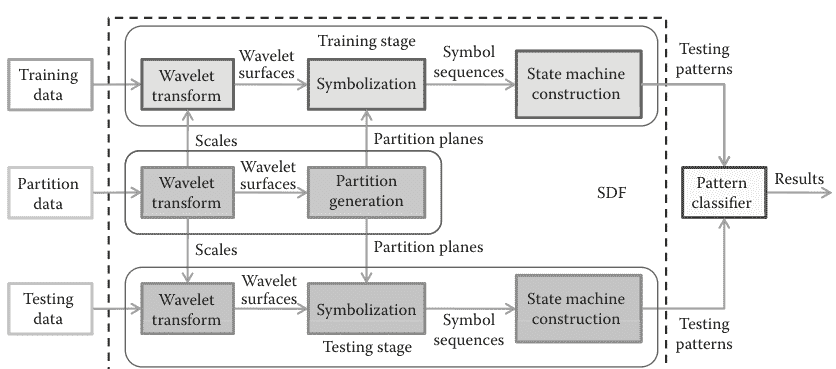 Training stage
Training
data
Wavelet
transform
Wavelet
surfaces
Symbolization
Symbol
sequences
State machine
construction
Testing
patterns
Scales
Partition planes
Partition
data
Wavelet
transform
Wavelet
surfaces
Partition
generation
SDF
Pattern
classifier
Results
Scales
Partition planes
Testing
data
Wavelet
transform
Wavelet
surfaces
Symbolization
Symbol
sequences
State machine
construction
Testing
patterns
Testing stage